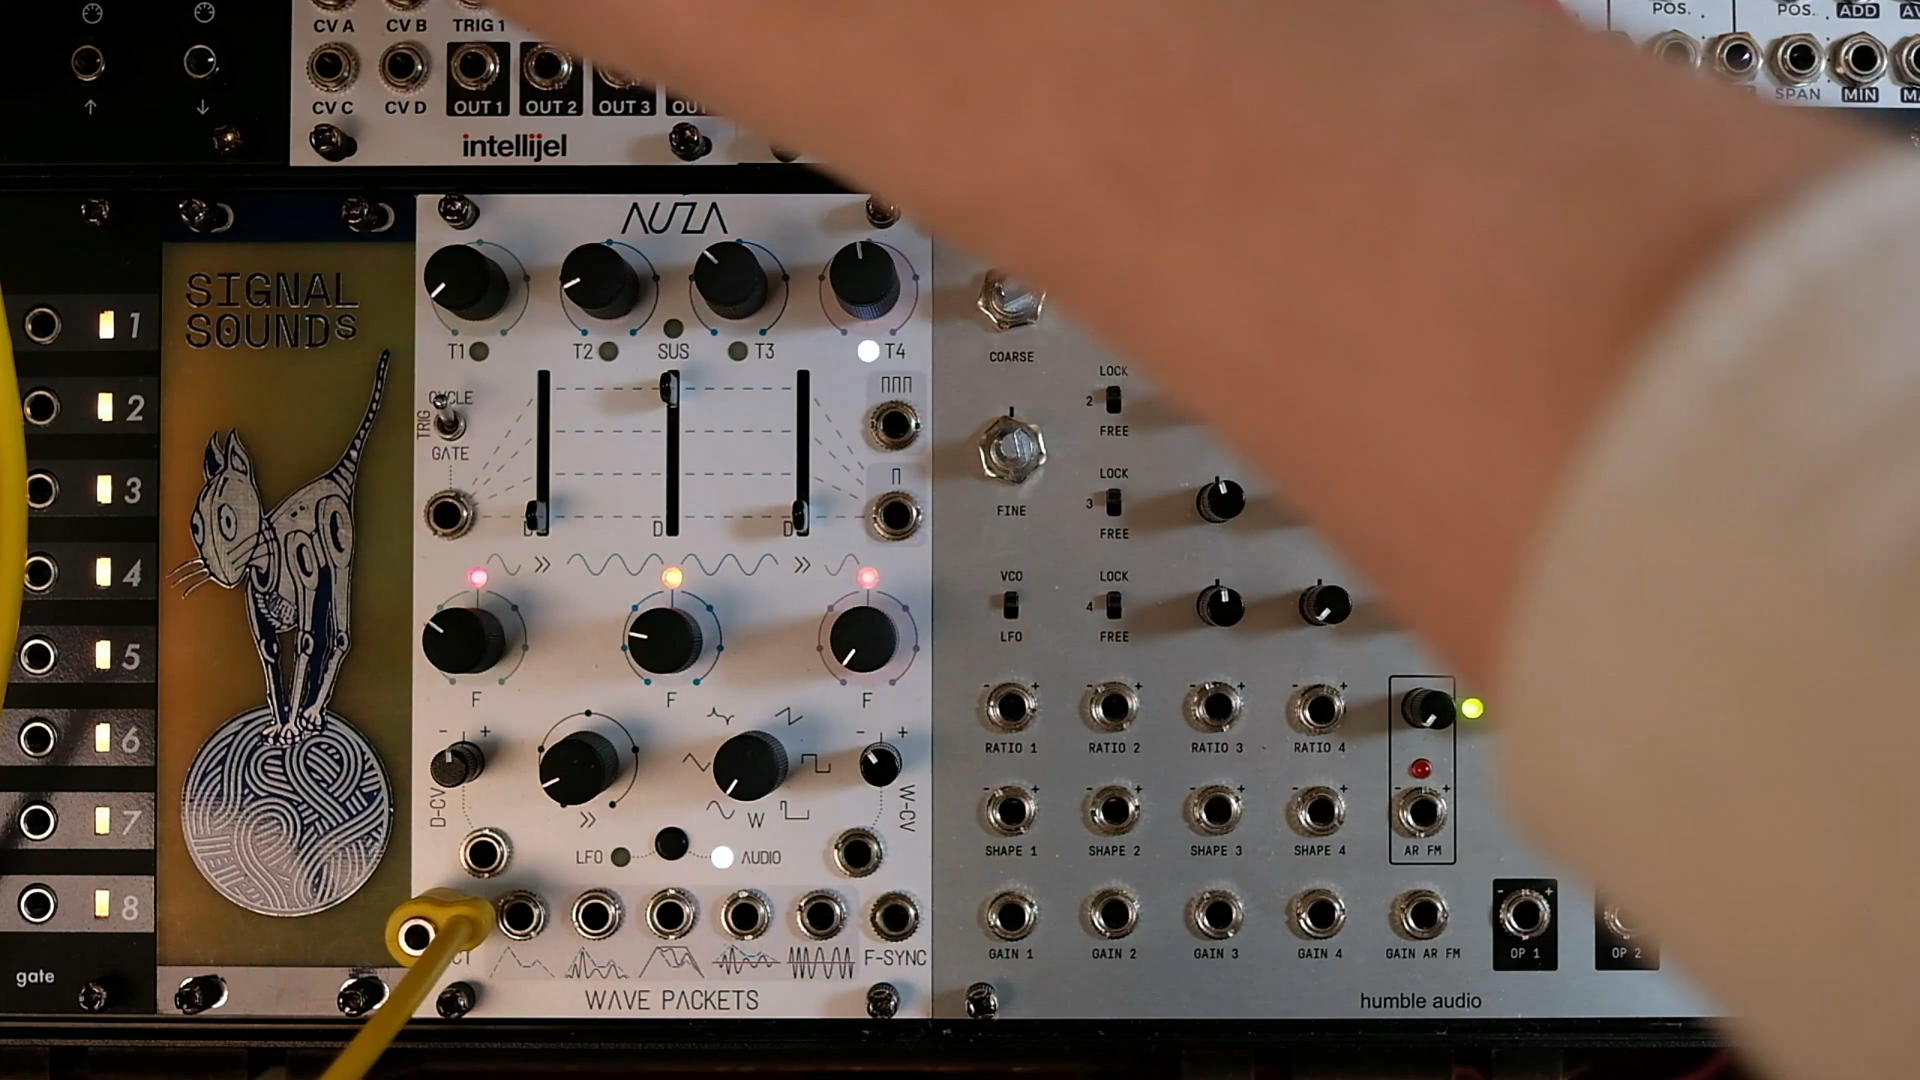 CV A CV B TRIG 1
POS. POS. ADD
CV C CV D OUT 1 OUT 2 OUT 3
SPAN MIN
intellijel
AUZA
SIGNAL
SOUNDS
1
2
3
4
5
6
7
8
gate
T1 T2 SUS T3 T4
CYCLE
TRIG
GATE
D D D
F F F
- + - +
D-CV W-CV
>> W
LFO AUDIO
F-SYNC
WAVE PACKETS
COARSE
FINE
LOCK
2
FREE
LOCK
3
FREE
VCO LOCK
4
LFO FREE
RATIO 1 RATIO 2 RATIO 3 RATIO 4
SHAPE 1 SHAPE 2 SHAPE 3 SHAPE 4 AR FM
GAIN 1 GAIN 2 GAIN 3 GAIN 4 GAIN AR FM OP 1 OP 2
humble audio